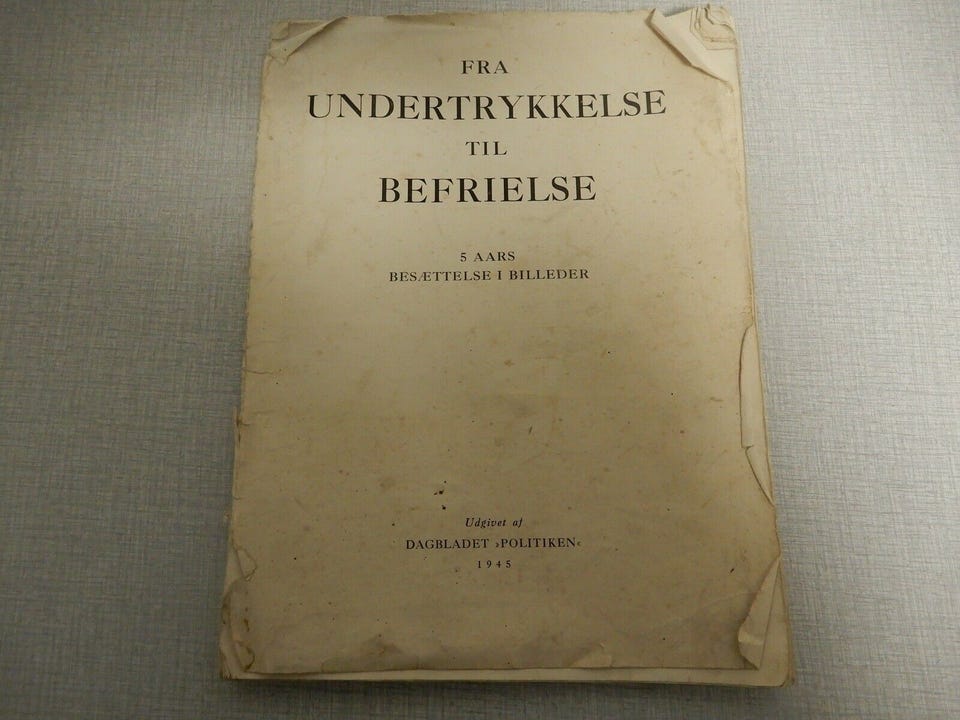 FRA
UNDERTRYKKELSE
TIL
BEFRIELSE
5 AARS
BESÆTTELSE I BILLEDER
Udgivet af
DAGBLADET »POLITIKEN«
1945